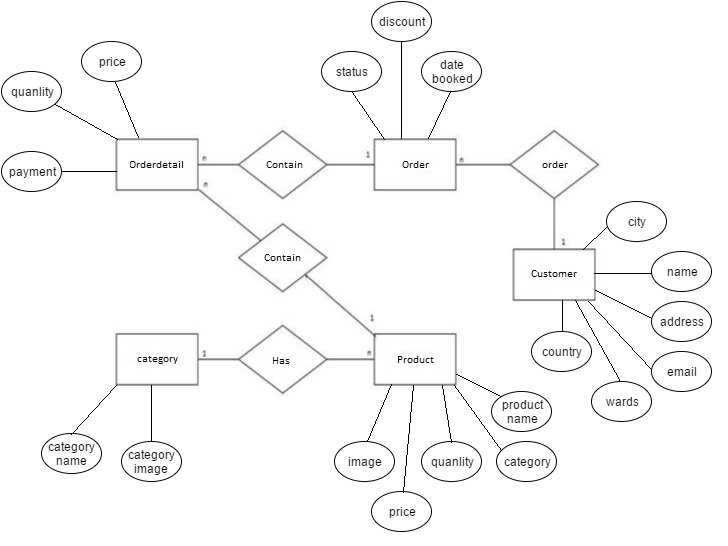 discount
price
status
date
booked
quanlity
Orderdetail
n
Contain
1
Order
n
order
payment
n
city
1
Contain
Customer
name
1
address
country
email
category
1
Has
n
Product
wards
product
name
category
name
category
image
image
quanlity
category
price